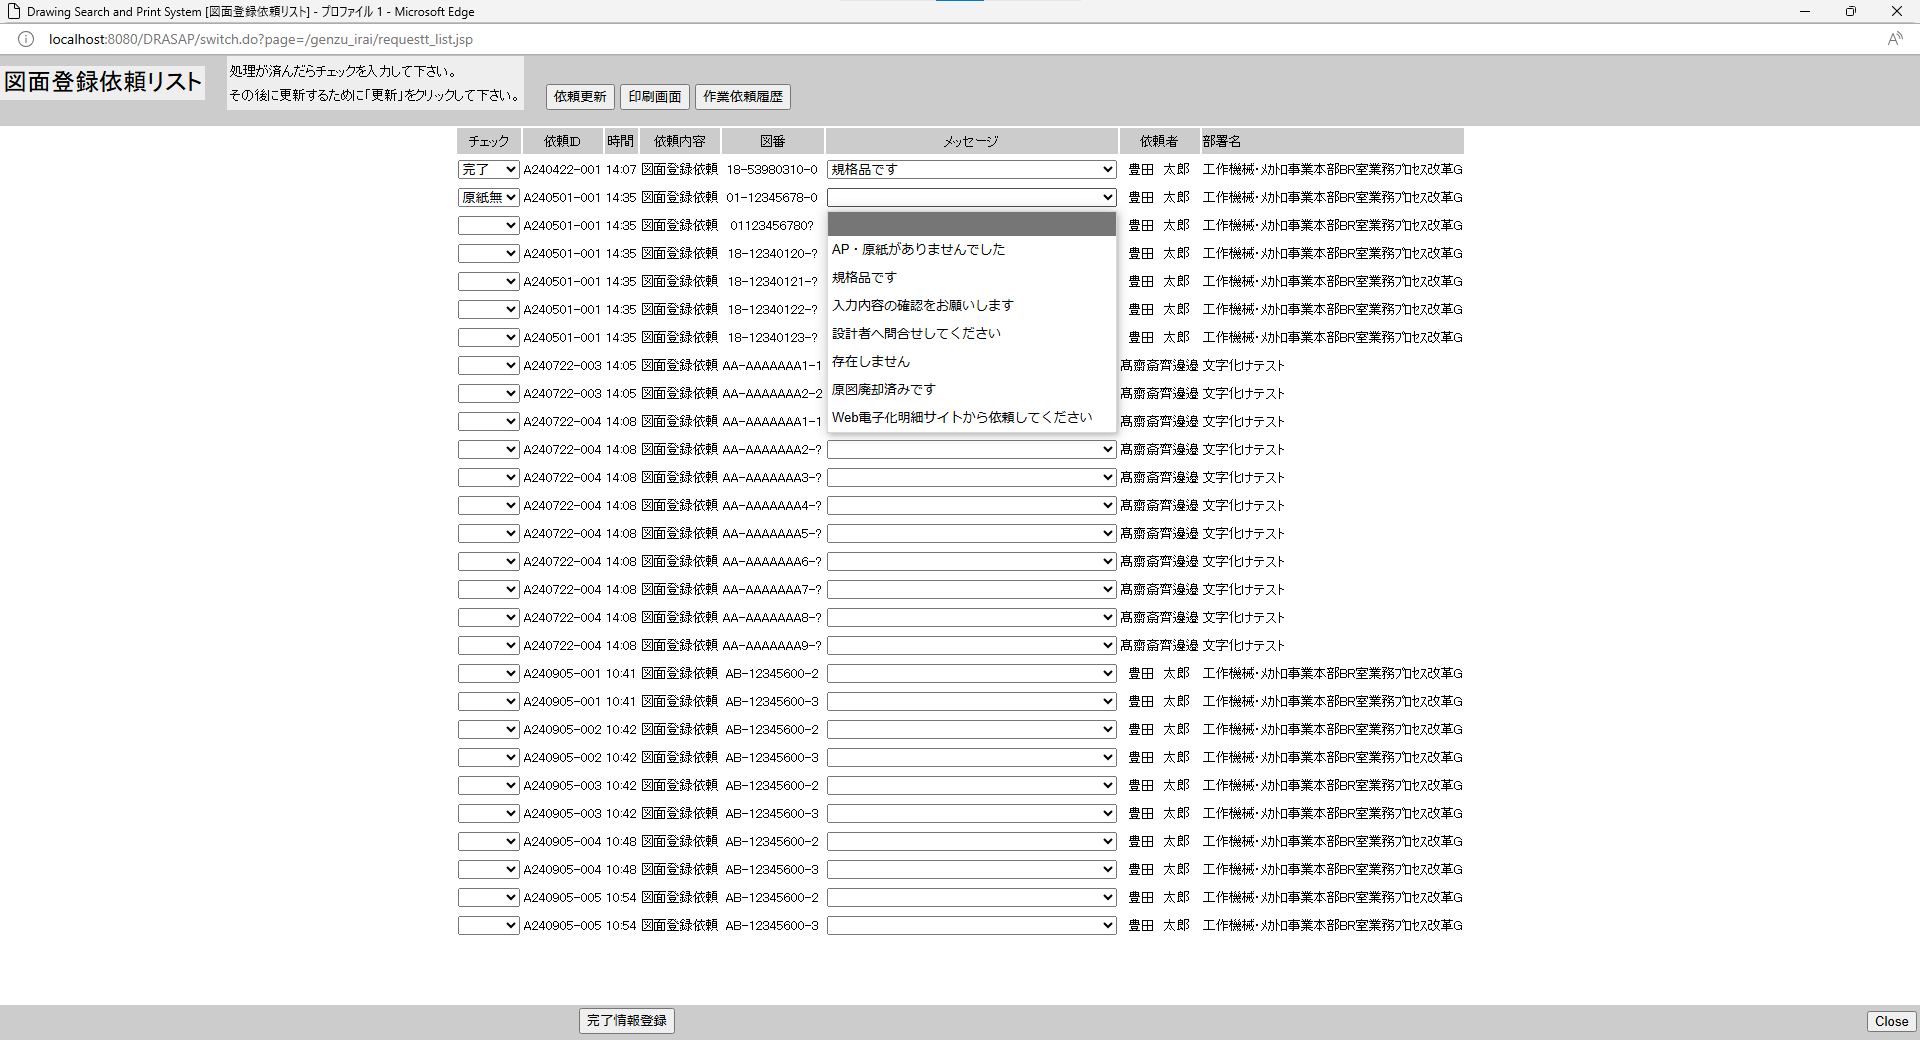 Drawing Search and Print System [図面登録依頼リスト] - プロファイル 1 - Microsoft Edge
localhost:8080/DRASAP/switch.do?page=/genzu_irai/requestt_list.jsp
図面登録依頼リスト
処理が済んだらチェックを入力して下さい。
その後に更新するために「更新」をクリックして下さい。
依頼更新 印刷画面 作業依頼履歴
チェック 依頼ID 時間 依頼内容 図番 メッセージ 依頼者 部署名
完了 A240422-001 14:07 図面登録依頼 18-53980310-0 規格品です 豊田 太郎 工作機械・メカトロ事業本部BR室業務プロセス改革G
原紙無 A240501-001 14:35 図面登録依頼 01-12345678-0 豊田 太郎 工作機械・メカトロ事業本部BR室業務プロセス改革G
A240501-001 14:35 図面登録依頼 01123456780? 豊田 太郎 工作機械・メカトロ事業本部BR室業務プロセス改革G
A240501-001 14:35 図面登録依頼 18-12340120-? AP・原紙がありませんでした 豊田 太郎 工作機械・メカトロ事業本部BR室業務プロセス改革G
A240501-001 14:35 図面登録依頼 18-12340121-? 規格品です 豊田 太郎 工作機械・メカトロ事業本部BR室業務プロセス改革G
A240501-001 14:35 図面登録依頼 18-12340122-? 入力内容の確認をお願いします 豊田 太郎 工作機械・メカトロ事業本部BR室業務プロセス改革G
A240501-001 14:35 図面登録依頼 18-12340123-? 設計者へ問合せしてください 豊田 太郎 工作機械・メカトロ事業本部BR室業務プロセス改革G
A240722-003 14:05 図面登録依頼 AA-AAAAAAA1-1 存在しません 髙齋斎齊邉邊 文字化けテスト
A240722-003 14:05 図面登録依頼 AA-AAAAAAA2-2 原図廃却済みです 髙齋斎齊邉邊 文字化けテスト
A240722-004 14:08 図面登録依頼 AA-AAAAAAA1-1 Web電子化明細サイトから依頼してください 髙齋斎齊邉邊 文字化けテスト
A240722-004 14:08 図面登録依頼 AA-AAAAAAA2-? 髙齋斎齊邉邊 文字化けテスト
A240722-004 14:08 図面登録依頼 AA-AAAAAAA3-? 髙齋斎齊邉邊 文字化けテスト
A240722-004 14:08 図面登録依頼 AA-AAAAAAA4-? 髙齋斎齊邉邊 文字化けテスト
A240722-004 14:08 図面登録依頼 AA-AAAAAAA5-? 髙齋斎齊邉邊 文字化けテスト
A240722-004 14:08 図面登録依頼 AA-AAAAAAA6-? 髙齋斎齊邉邊 文字化けテスト
A240722-004 14:08 図面登録依頼 AA-AAAAAAA7-? 髙齋斎齊邉邊 文字化けテスト
A240722-004 14:08 図面登録依頼 AA-AAAAAAA8-? 髙齋斎齊邉邊 文字化けテスト
A240722-004 14:08 図面登録依頼 AA-AAAAAAA9-? 髙齋斎齊邉邊 文字化けテスト
A240905-001 10:41 図面登録依頼 AB-12345600-2 豊田 太郎 工作機械・メカトロ事業本部BR室業務プロセス改革G
A240905-001 10:41 図面登録依頼 AB-12345600-3 豊田 太郎 工作機械・メカトロ事業本部BR室業務プロセス改革G
A240905-002 10:42 図面登録依頼 AB-12345600-2 豊田 太郎 工作機械・メカトロ事業本部BR室業務プロセス改革G
A240905-002 10:42 図面登録依頼 AB-12345600-3 豊田 太郎 工作機械・メカトロ事業本部BR室業務プロセス改革G
A240905-003 10:42 図面登録依頼 AB-12345600-2 豊田 太郎 工作機械・メカトロ事業本部BR室業務プロセス改革G
A240905-003 10:42 図面登録依頼 AB-12345600-3 豊田 太郎 工作機械・メカトロ事業本部BR室業務プロセス改革G
A240905-004 10:48 図面登録依頼 AB-12345600-2 豊田 太郎 工作機械・メカトロ事業本部BR室業務プロセス改革G
A240905-004 10:48 図面登録依頼 AB-12345600-3 豊田 太郎 工作機械・メカトロ事業本部BR室業務プロセス改革G
A240905-005 10:54 図面登録依頼 AB-12345600-2 豊田 太郎 工作機械・メカトロ事業本部BR室業務プロセス改革G
A240905-005 10:54 図面登録依頼 AB-12345600-3 豊田 太郎 工作機械・メカトロ事業本部BR室業務プロセス改革G
完了情報登録 Close